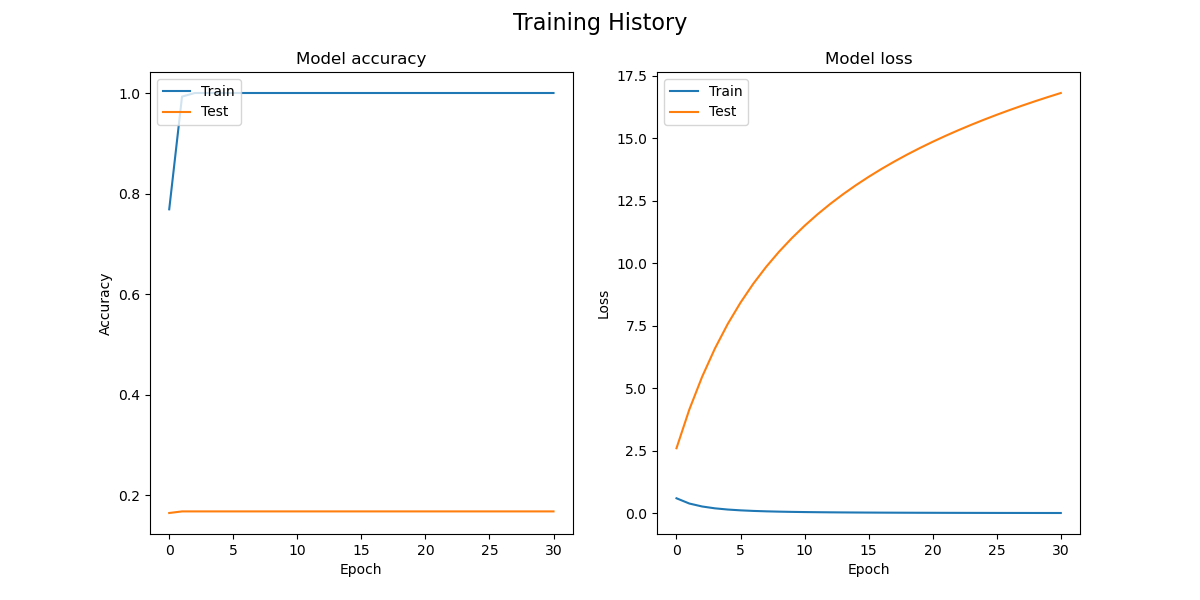 Training History
Model accuracy
Train
Test
1.0
0.8
0.6
0.4
0.2
Accuracy
0 5 10 15 20 25 30
Epoch
Model loss
Train
Test
17.5
15.0
12.5
10.0
7.5
5.0
2.5
0.0
Loss
0 5 10 15 20 25 30
Epoch